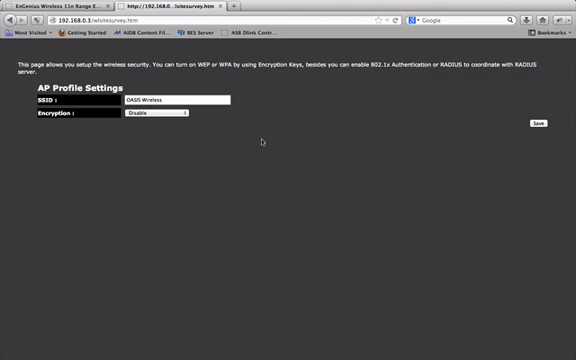 EnGenius Wireless 11n Range E...
http://192.168.0. ../wlsitesurvey.htm
192.168.0.3/wlsitesurvey.htm
Google
Most Visited
Getting Started
AIDB Content Fil...
BES Server
ASB Dlink Contr...
Bookmarks
This page allows you setup the wireless security. You can turn on WEP or WPA by using Encryption Keys, besides you can enable 802.1x Authentication or RADIUS to coordinate with RADIUS
server.
AP Profile Settings
SSID :
OASIS Wireless
Encryption :
Disable
Save